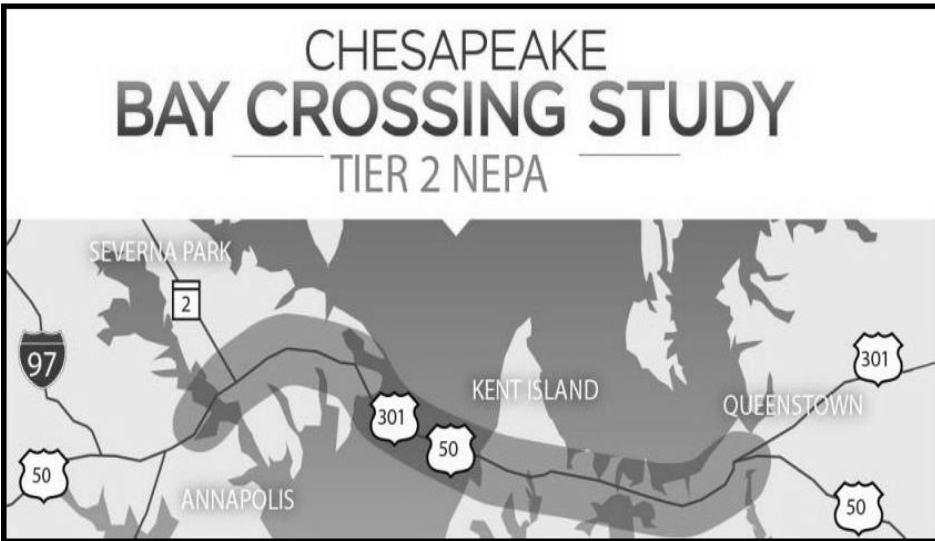 CHESAPEAKE
BAY CROSSING STUDY
TIER 2 NEPA
SEVERNA PARK
2
97
301
KENT ISLAND
301
QUEENSTOWN
50
50
ANNAPOLIS
50